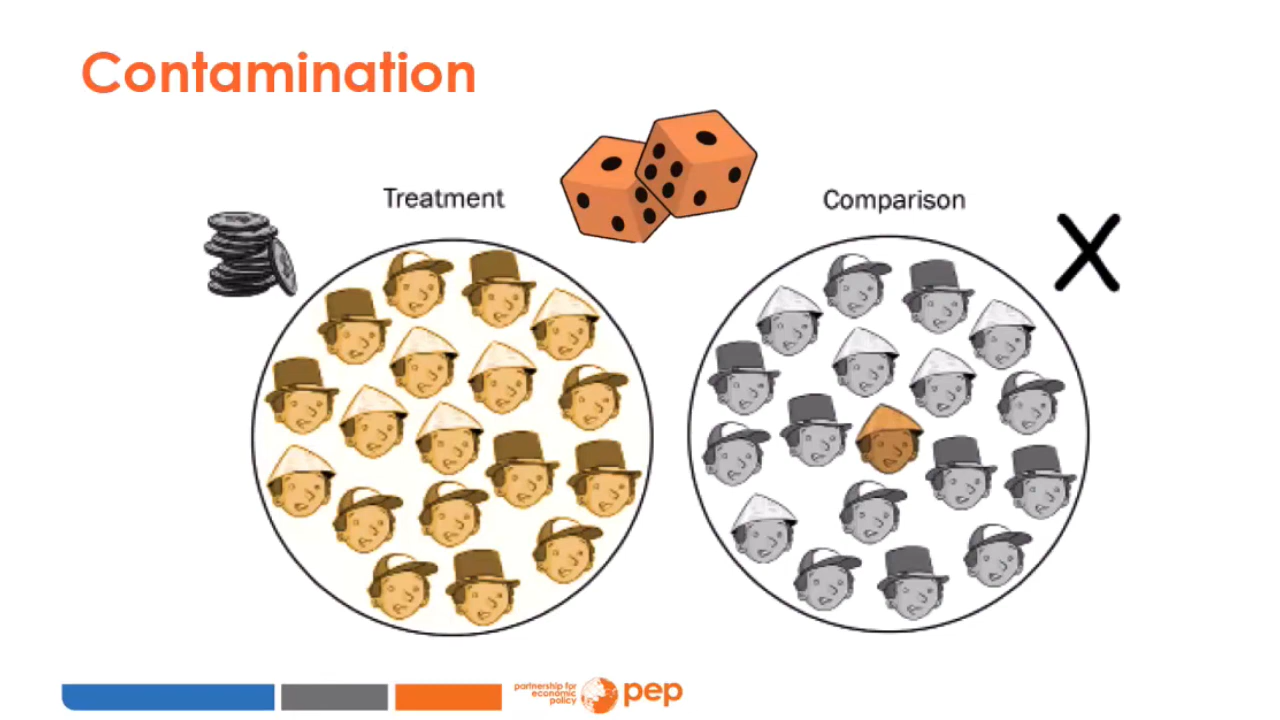 Contamination
Treatment
Comparison
X
partnership for
economic
policy
pep